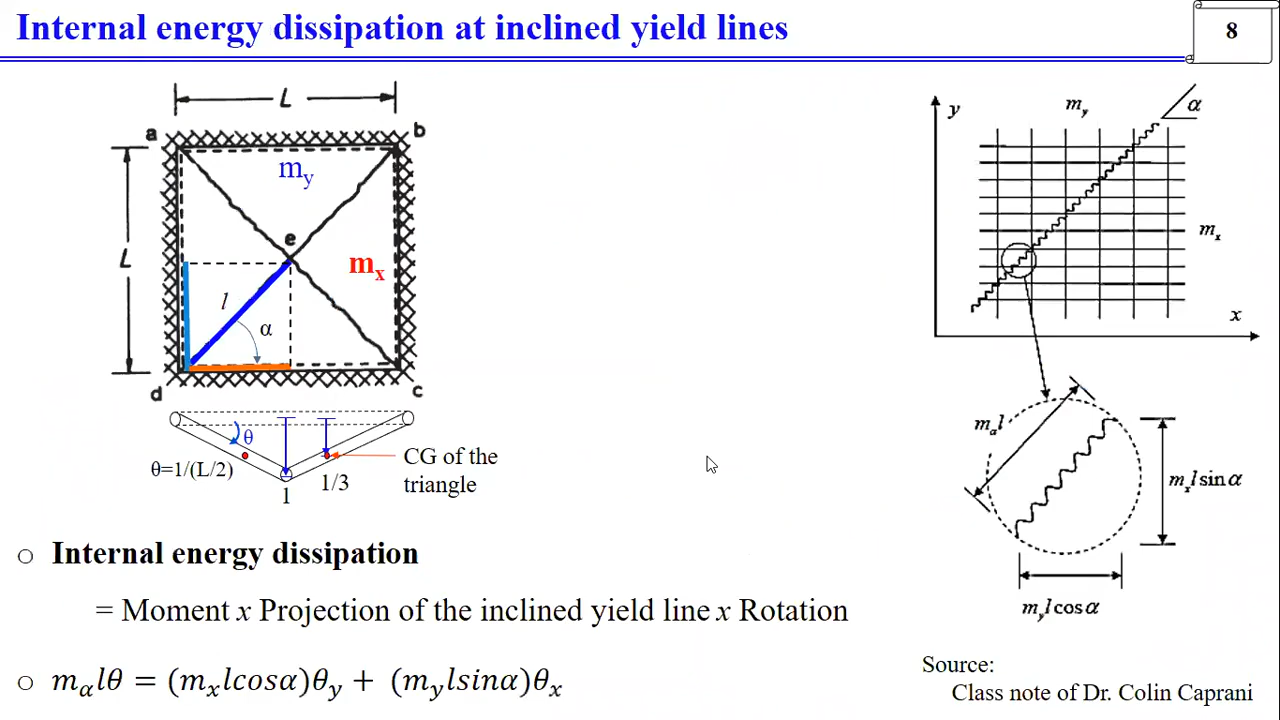 Internal energy dissipation at inclined yield lines
8
L
a
b
m_y
e
L
m_x
l
α
d
c
θ
θ=1/(L/2)
1
1/3
CG of the
triangle
y
m_y
α
m_x
x
m_α l
m_x l sin α
m_y l cos α
○ Internal energy dissipation
= Moment x Projection of the inclined yield line x Rotation
○ m_α lθ = (m_x lcosα)θ_y + (m_y lsinα)θ_x
Source:
Class note of Dr. Colin Caprani